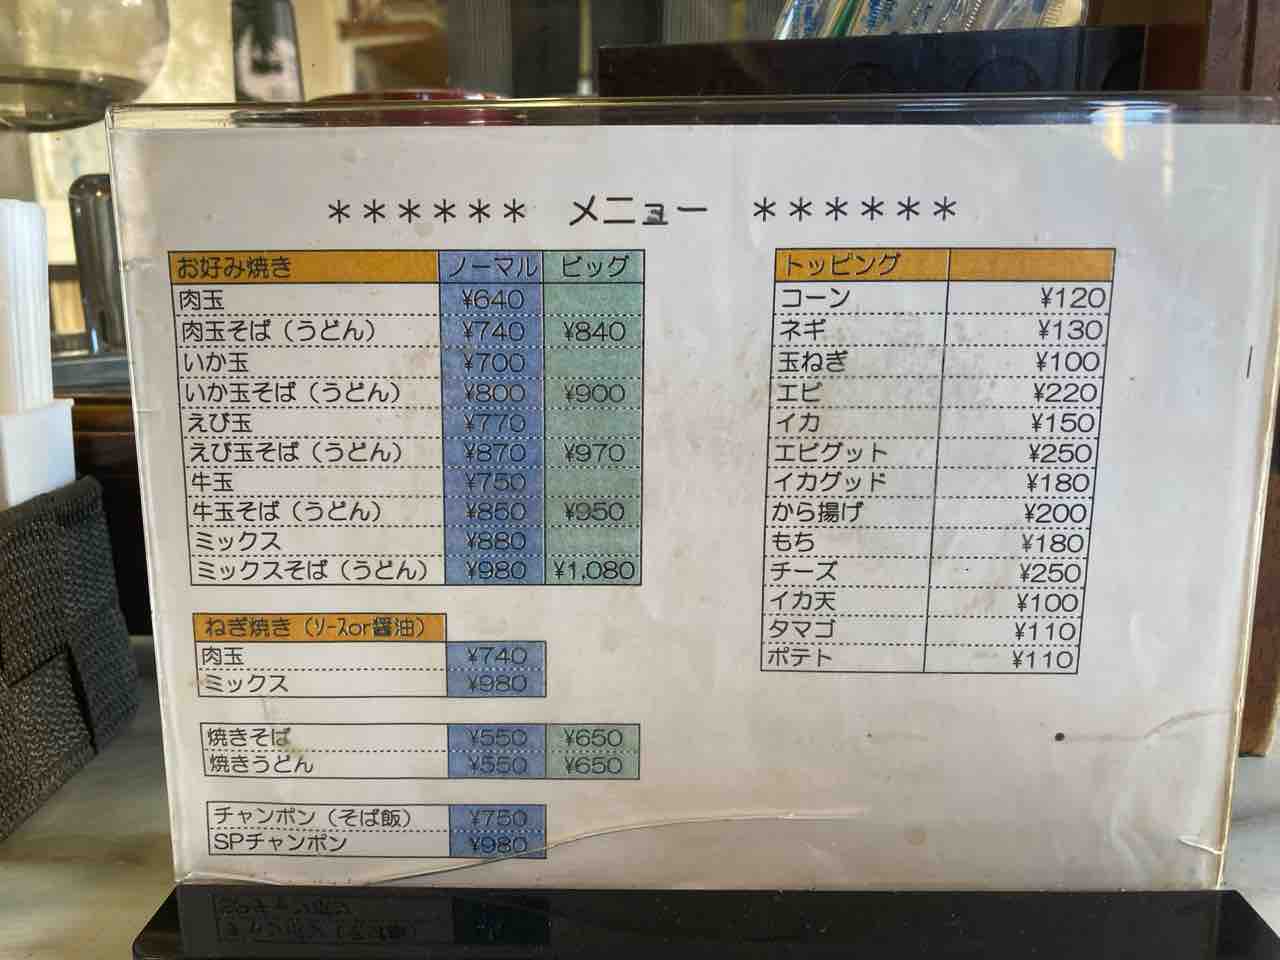 ＊＊＊＊＊＊ メニュー ＊＊＊＊＊＊
お好み焼き ノーマル ビッグ
肉玉 ¥640
肉玉そば（うどん） ¥740 ¥840
いか玉 ¥700
いか玉そば（うどん） ¥800 ¥900
えび玉 ¥770
えび玉そば（うどん） ¥870 ¥970
牛玉 ¥750
牛玉そば（うどん） ¥850 ¥950
ミックス ¥880
ミックスそば（うどん） ¥980 ¥1,080
ねぎ焼き（ｿｰｽor醤油）
肉玉 ¥740
ミックス ¥980
焼きそば ¥550 ¥650
焼きうどん ¥550 ¥650
チャンポン（そば飯） ¥750
SPチャンポン ¥980
トッピング
コーン ¥120
ネギ ¥130
玉ねぎ ¥100
エビ ¥220
イカ ¥150
エビグット ¥250
イカグッド ¥180
から揚げ ¥200
もち ¥180
チーズ ¥250
イカ天 ¥100
タマゴ ¥110
ポテト ¥110